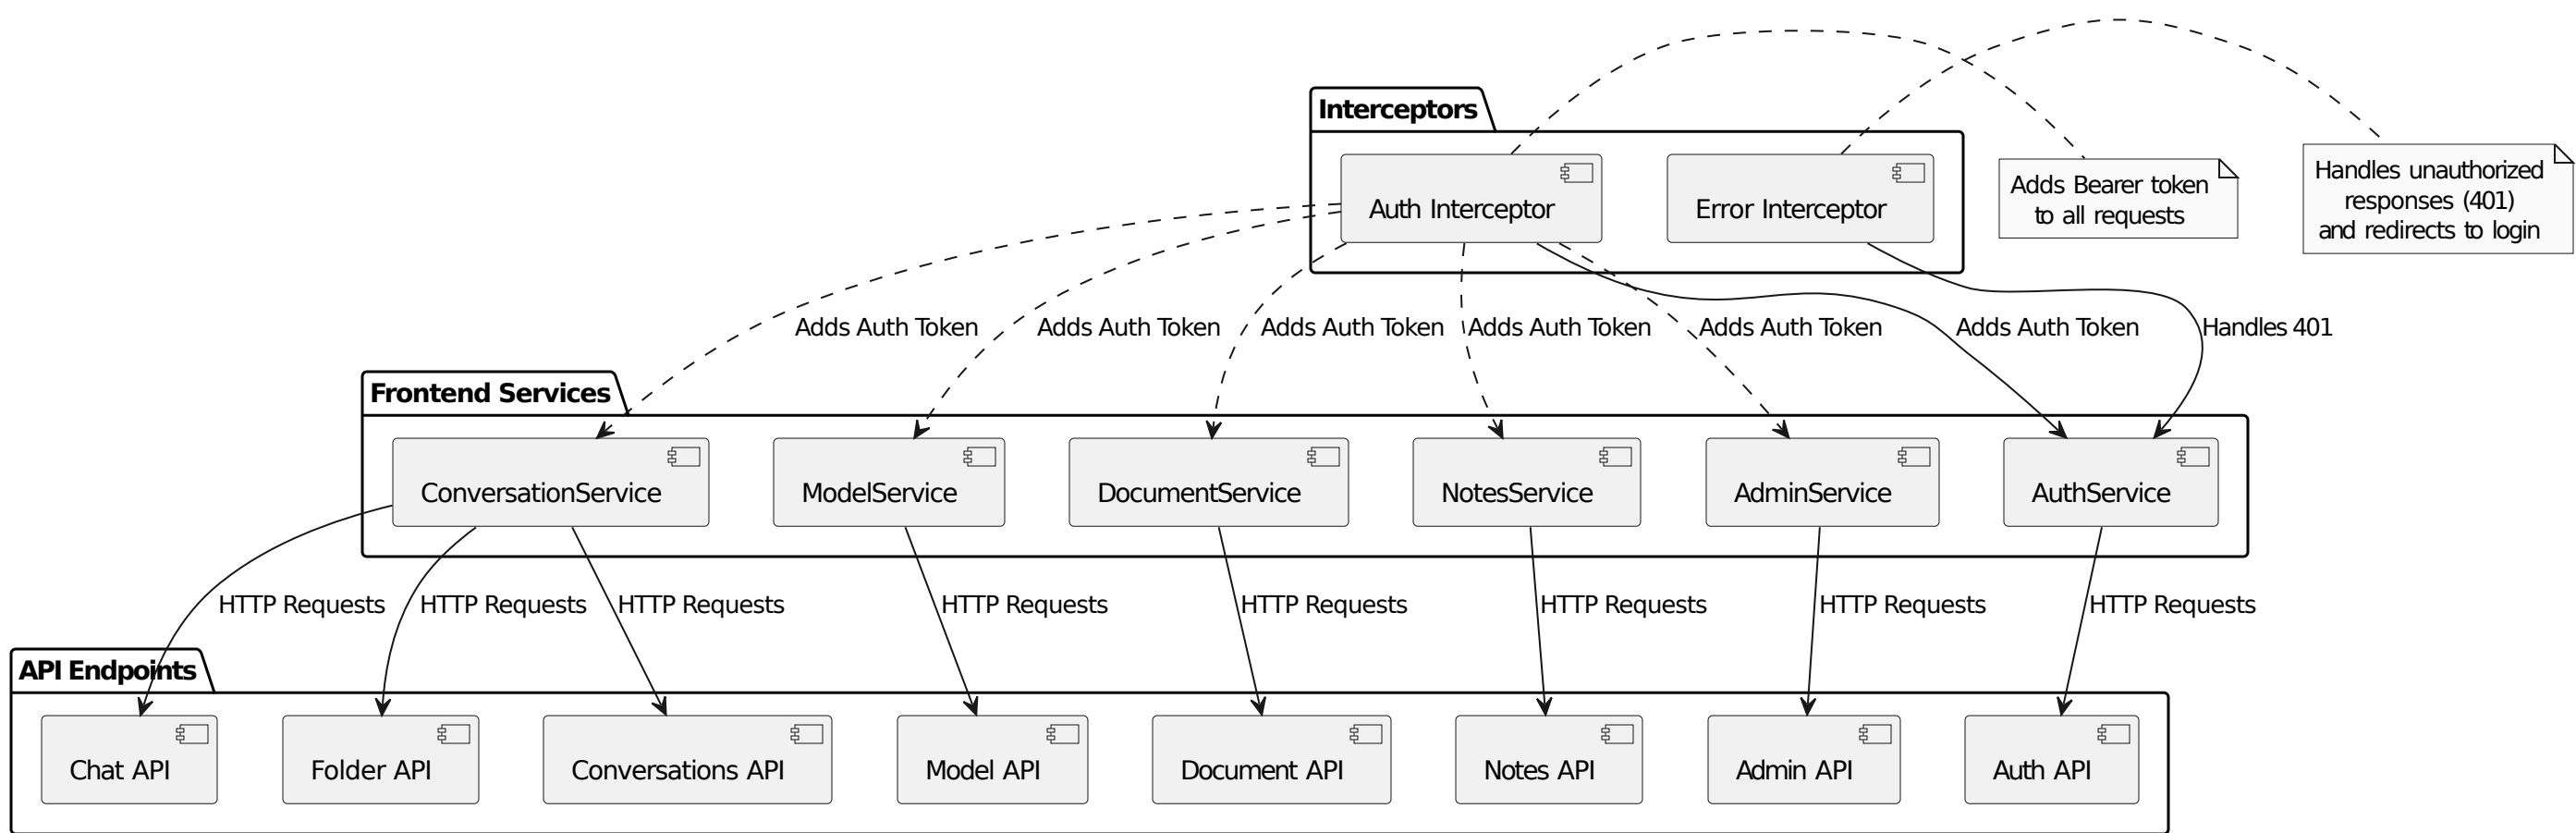 Interceptors
Auth Interceptor
Error Interceptor
Adds Bearer token
to all requests
Handles unauthorized
responses (401)
and redirects to login
Adds Auth Token
Adds Auth Token
Adds Auth Token
Adds Auth Token
Adds Auth Token
Adds Auth Token
Handles 401
Frontend Services
ConversationService
ModelService
DocumentService
NotesService
AdminService
AuthService
HTTP Requests
HTTP Requests
HTTP Requests
HTTP Requests
HTTP Requests
HTTP Requests
HTTP Requests
HTTP Requests
API Endpoints
Chat API
Folder API
Conversations API
Model API
Document API
Notes API
Admin API
Auth API